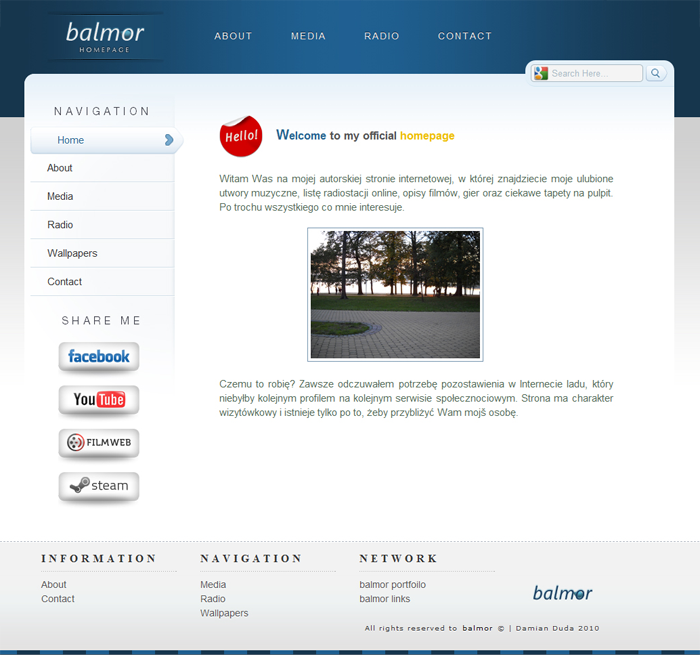 balmor
HOMEPAGE
ABOUT MEDIA RADIO CONTACT
Search Here...
NAVIGATION
Home
About
Media
Radio
Wallpapers
Contact
SHARE ME
facebook
YouTube
FILMWEB
steam
Hello!
Welcome to my official homepage
Witam Was na mojej autorskiej stronie internetowej, w której znajdziecie moje ulubione
utwory muzyczne, listę radiostacji online, opisy filmów, gier oraz ciekawe tapety na pulpit.
Po trochu wszystkiego co mnie interesuje.
Czemu to robię? Zawsze odczuwałem potrzebę pozostawienia w Internecie ladu, który
niebyłby kolejnym profilem na kolejnym serwisie społecznociowym. Strona ma charakter
wizytówkowy i istnieje tylko po to, żeby przybliżyć Wam mojš osobę.
INFORMATION
About
Contact
NAVIGATION
Media
Radio
Wallpapers
NETWORK
balmor portfoilo
balmor links
balmor
All rights reserved to balmor © | Damian Duda 2010